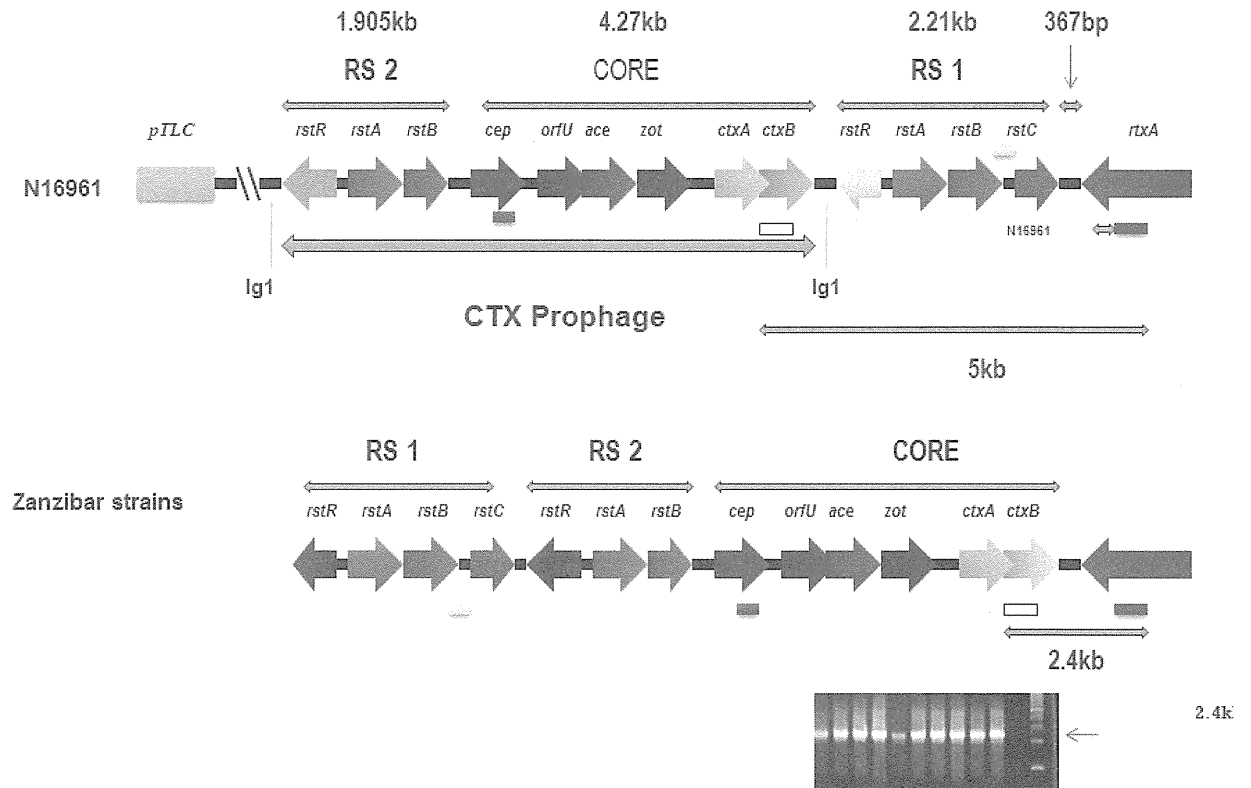 1.905kb 4.27kb 2.21kb 367bp
RS 2 CORE RS 1
pTLC rstR rstA rstB cep orfU ace zot ctxA ctxB rstR rstA rstB rstC rtxA
N16961
N16961
Ig1 Ig1
CTX Prophage
5kb
RS 1 RS 2 CORE
Zanzibar strains
rstR rstA rstB rstC rstR rstA rstB cep orfU ace zot ctxA ctxB
2.4kb
2.4k